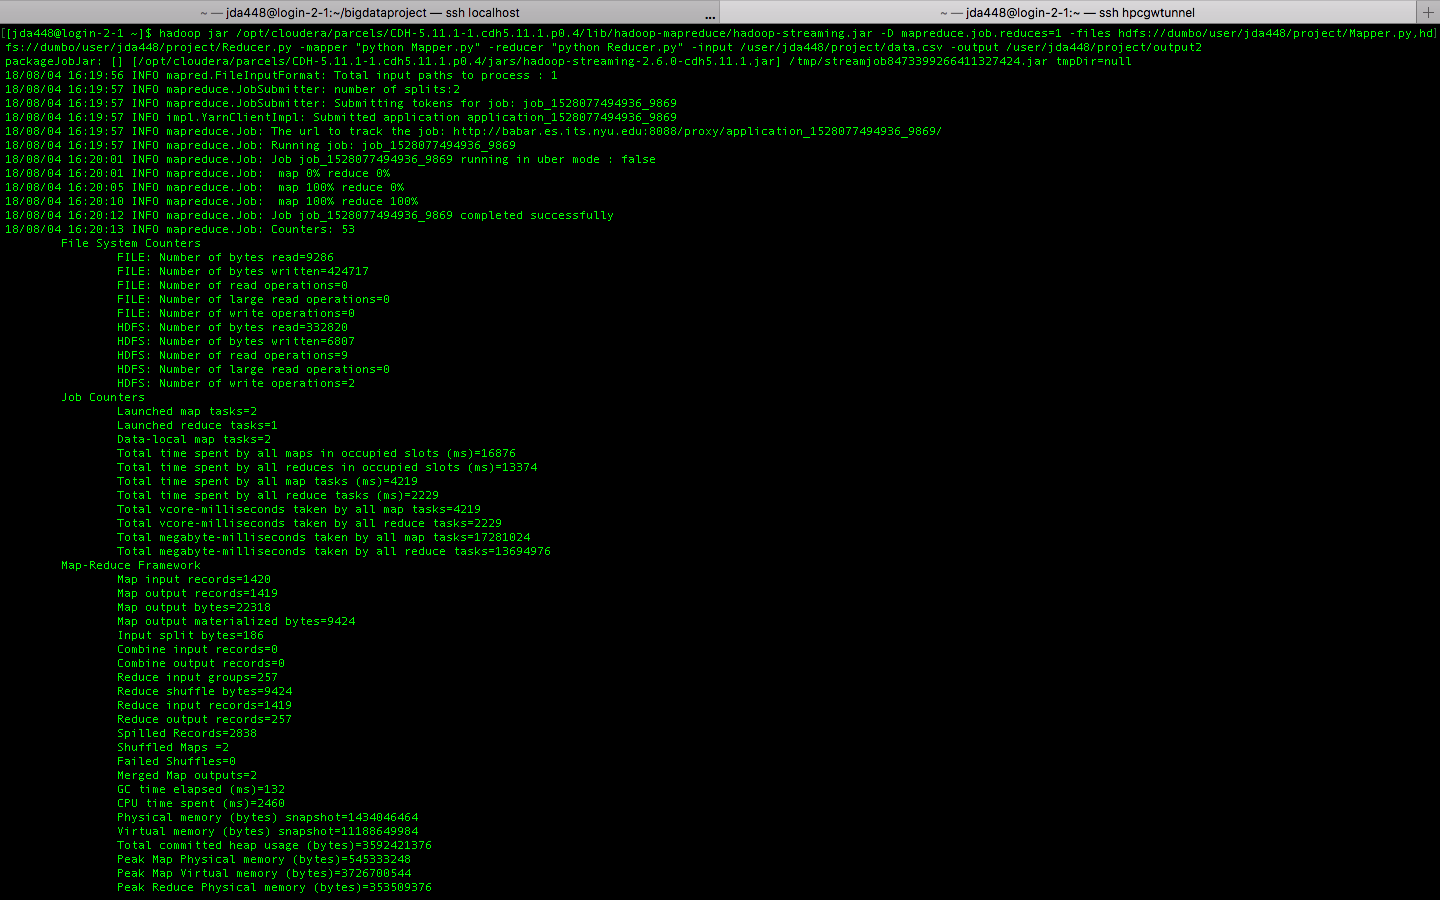 ~ — jda448@login-2-1:~/bigdataproject — ssh localhost ... ~ — jda448@login-2-1:~ — ssh hpcgwtunnel +
[[jda448@login-2-1 ~]$ hadoop jar /opt/cloudera/parcels/CDH-5.11.1-1.cdh5.11.1.p0.4/lib/hadoop-mapreduce/hadoop-streaming.jar -D mapreduce.job.reduces=1 -files hdfs://dumbo/user/jda448/project/Mapper.py,hd]
fs://dumbo/user/jda448/project/Reducer.py -mapper "python Mapper.py" -reducer "python Reducer.py" -input /user/jda448/project/data.csv -output /user/jda448/project/output2
packageJobJar: [] [/opt/cloudera/parcels/CDH-5.11.1-1.cdh5.11.1.p0.4/jars/hadoop-streaming-2.6.0-cdh5.11.1.jar] /tmp/streamjob8473399266411327424.jar tmpDir=null
18/08/04 16:19:56 INFO mapred.FileInputFormat: Total input paths to process : 1
18/08/04 16:19:57 INFO mapreduce.JobSubmitter: number of splits:2
18/08/04 16:19:57 INFO mapreduce.JobSubmitter: Submitting tokens for job: job_1528077494936_9869
18/08/04 16:19:57 INFO impl.YarnClientImpl: Submitted application application_1528077494936_9869
18/08/04 16:19:57 INFO mapreduce.Job: The url to track the job: http://babar.es.its.nyu.edu:8088/proxy/application_1528077494936_9869/
18/08/04 16:19:57 INFO mapreduce.Job: Running job: job_1528077494936_9869
18/08/04 16:20:01 INFO mapreduce.Job: Job job_1528077494936_9869 running in uber mode : false
18/08/04 16:20:01 INFO mapreduce.Job:  map 0% reduce 0%
18/08/04 16:20:05 INFO mapreduce.Job:  map 100% reduce 0%
18/08/04 16:20:10 INFO mapreduce.Job:  map 100% reduce 100%
18/08/04 16:20:12 INFO mapreduce.Job: Job job_1528077494936_9869 completed successfully
18/08/04 16:20:13 INFO mapreduce.Job: Counters: 53
File System Counters
FILE: Number of bytes read=9286
FILE: Number of bytes written=424717
FILE: Number of read operations=0
FILE: Number of large read operations=0
FILE: Number of write operations=0
HDFS: Number of bytes read=332820
HDFS: Number of bytes written=6807
HDFS: Number of read operations=9
HDFS: Number of large read operations=0
HDFS: Number of write operations=2
Job Counters
Launched map tasks=2
Launched reduce tasks=1
Data-local map tasks=2
Total time spent by all maps in occupied slots (ms)=16876
Total time spent by all reduces in occupied slots (ms)=13374
Total time spent by all map tasks (ms)=4219
Total time spent by all reduce tasks (ms)=2229
Total vcore-milliseconds taken by all map tasks=4219
Total vcore-milliseconds taken by all reduce tasks=2229
Total megabyte-milliseconds taken by all map tasks=17281024
Total megabyte-milliseconds taken by all reduce tasks=13694976
Map-Reduce Framework
Map input records=1420
Map output records=1419
Map output bytes=22318
Map output materialized bytes=9424
Input split bytes=186
Combine input records=0
Combine output records=0
Reduce input groups=257
Reduce shuffle bytes=9424
Reduce input records=1419
Reduce output records=257
Spilled Records=2838
Shuffled Maps =2
Failed Shuffles=0
Merged Map outputs=2
GC time elapsed (ms)=132
CPU time spent (ms)=2460
Physical memory (bytes) snapshot=1434046464
Virtual memory (bytes) snapshot=11188649984
Total committed heap usage (bytes)=3592421376
Peak Map Physical memory (bytes)=545333248
Peak Map Virtual memory (bytes)=3726700544
Peak Reduce Physical memory (bytes)=353509376